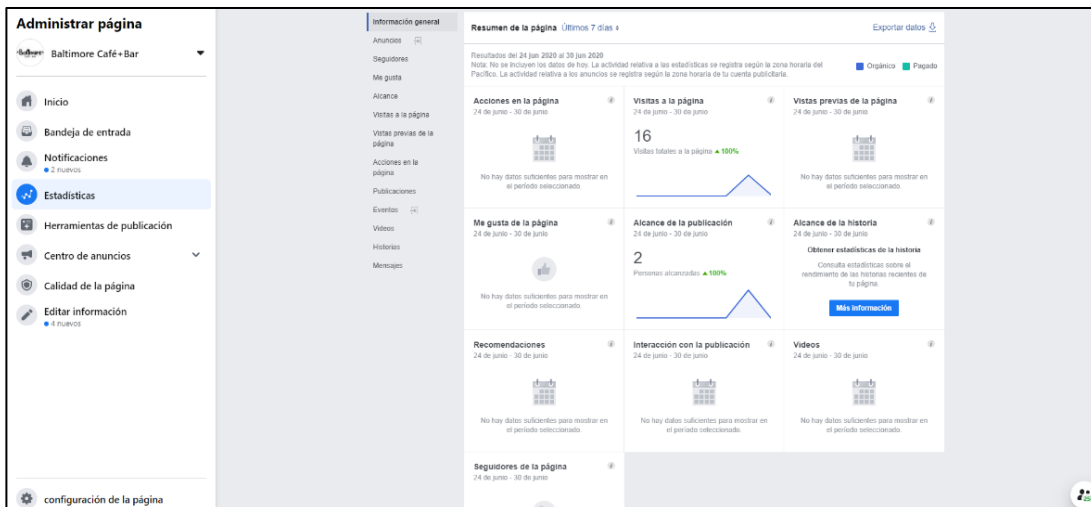 Administrar página
Baltimore Café+Bar
Inicio
Bandeja de entrada
Notificaciones
2 nuevos
Estadísticas
Herramientas de publicación
Centro de anuncios
Calidad de la página
Editar información
4 nuevos
configuración de la página
Información general
Anuncios
Seguidores
Me gusta
Alcance
Visitas a la página
Vistas previas de la
página
Acciones en la
página
Publicaciones
Eventos
Videos
Historias
Mensajes
Resumen de la página Últimos 7 días
Exportar datos
Resultados del 24 jun 2020 al 30 jun 2020
Nota: No se incluyen los datos de hoy. La actividad relativa a las estadísticas se registra según la zona horaria del
Pacífico. La actividad relativa a los anuncios se registra según la zona horaria de tu cuenta publicitaria.
Orgánico Pagado
Acciones en la página
24 de junio - 30 de junio
No hay datos suficientes para mostrar en
el período seleccionado.
Visitas a la página
24 de junio - 30 de junio
16
Visitas totales a la página ▲100%
Vistas previas de la página
24 de junio - 30 de junio
No hay datos suficientes para mostrar en
el período seleccionado.
Me gusta de la página
24 de junio - 30 de junio
No hay datos suficientes para mostrar en
el período seleccionado.
Alcance de la publicación
24 de junio - 30 de junio
2
Personas alcanzadas ▲100%
Alcance de la historia
24 de junio - 30 de junio
Obtener estadísticas de la historia
Consulta estadísticas sobre el
rendimiento de las historias recientes de
tu página.
Más información
Recomendaciones
24 de junio - 30 de junio
No hay datos suficientes para mostrar en
el período seleccionado.
Interacción con la publicación
24 de junio - 30 de junio
No hay datos suficientes para mostrar en
el período seleccionado.
Videos
24 de junio - 30 de junio
No hay datos suficientes para mostrar en
el período seleccionado.
Seguidores de la página
24 de junio - 30 de junio